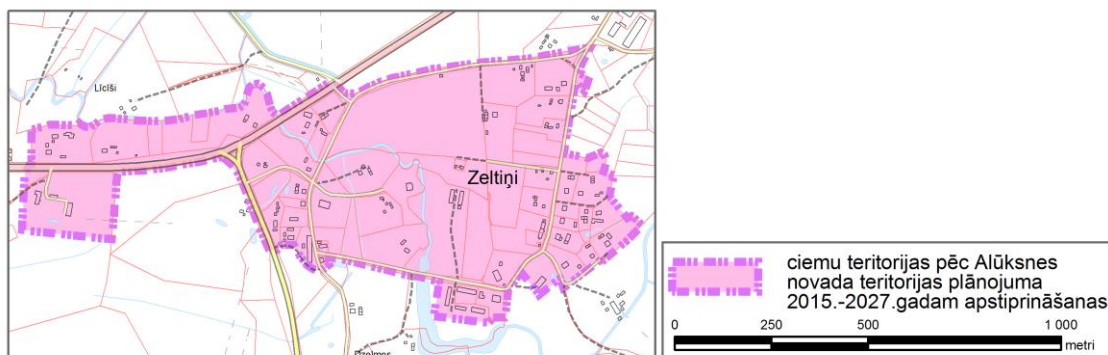 Līcīši
Zeltiņi
ciemu teritorijas pēc Alūksnes
novada teritorijas plānojuma
2015.-2027.gadam apstiprināšanas
0 250 500 1 000
metri